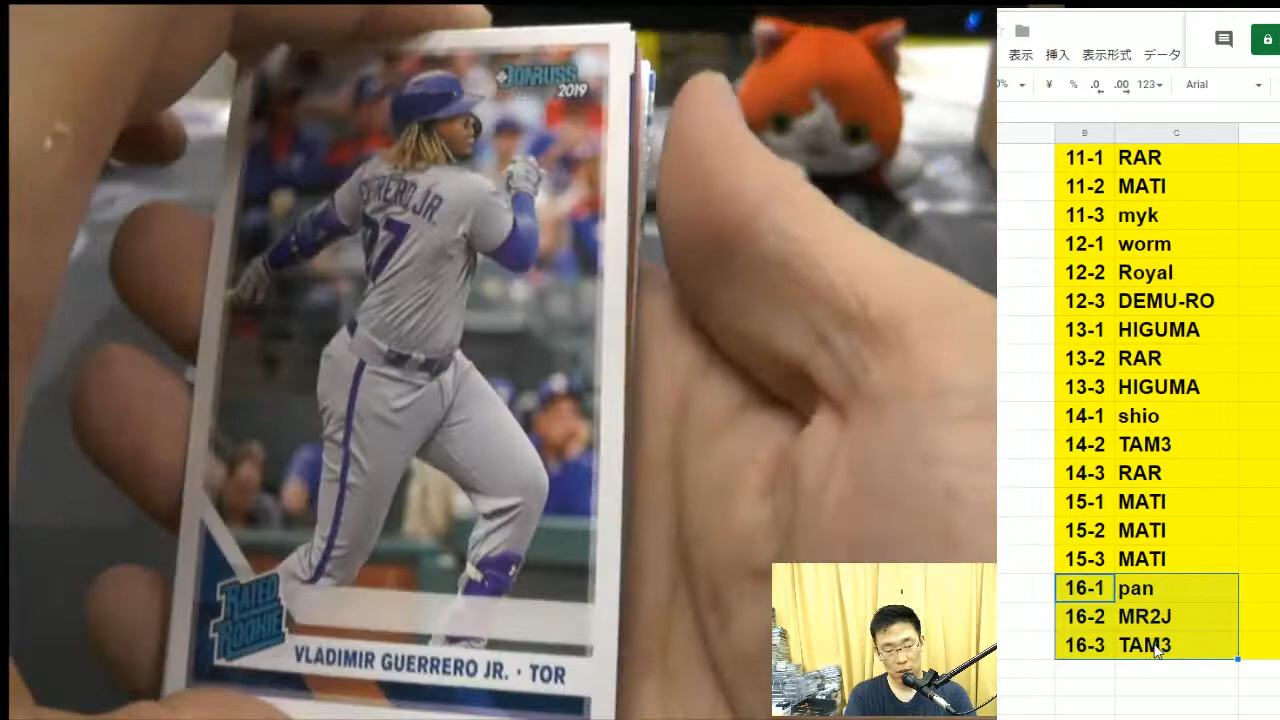 DONRUSS
2019
RERO JR.
27
RATED
ROOKIE
VLADIMIR GUERRERO JR. · TOR
表示 挿入 表示形式 データ
0% ¥ % .0 .00 123 Arial
B C
11-1 RAR
11-2 MATI
11-3 myk
12-1 worm
12-2 Royal
12-3 DEMU-RO
13-1 HIGUMA
13-2 RAR
13-3 HIGUMA
14-1 shio
14-2 TAM3
14-3 RAR
15-1 MATI
15-2 MATI
15-3 MATI
16-1 pan
16-2 MR2J
16-3 TAM3